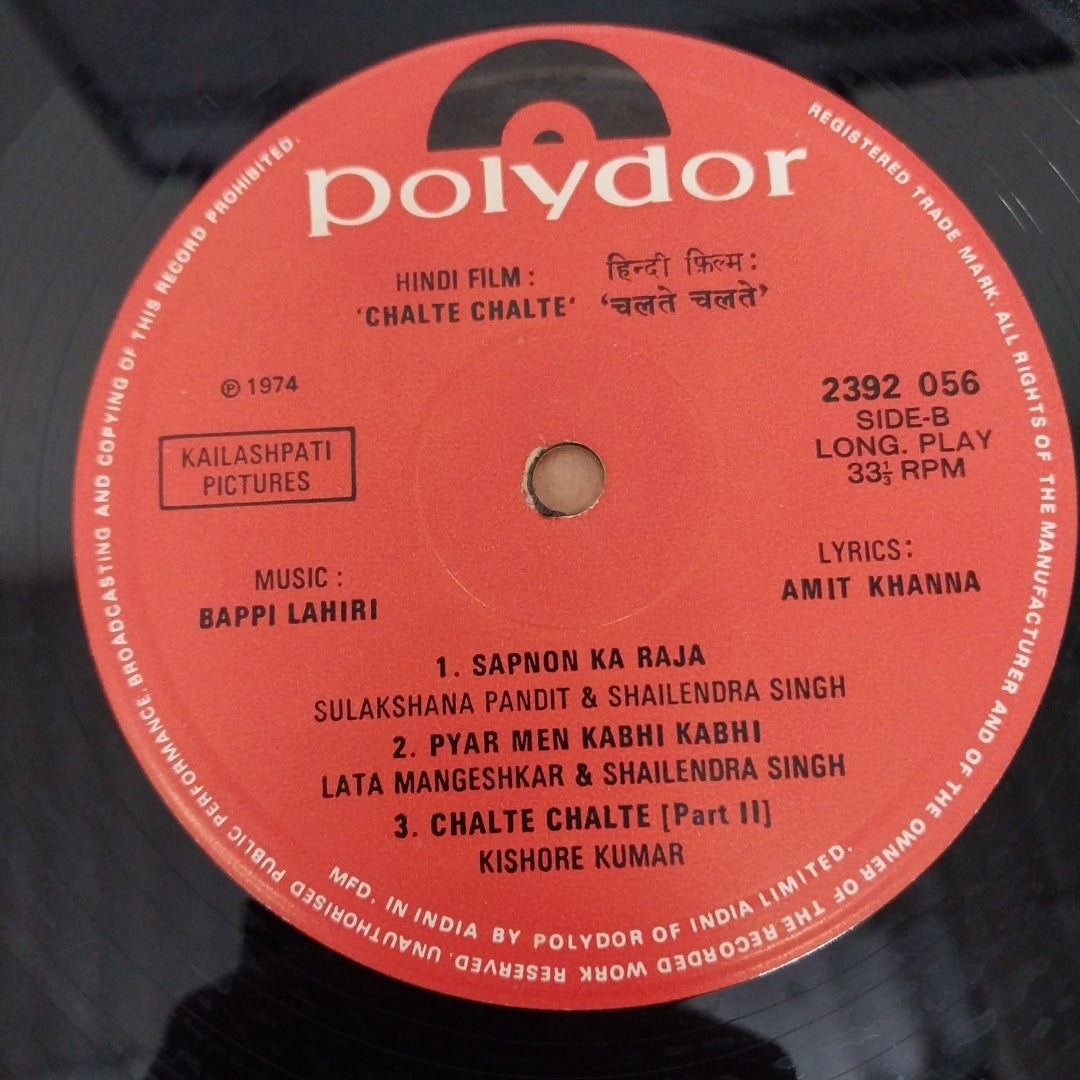 polydor
HINDI FILM :
'CHALTE CHALTE'
हिन्दी फ़िल्म :
‘चलते चलते’
℗ 1974
KAILASHPATI
PICTURES
2392 056
SIDE-B
LONG. PLAY
33⅓ RPM
MUSIC :
BAPPI LAHIRI
LYRICS :
AMIT KHANNA
1. SAPNON KA RAJA
SULAKSHANA PANDIT & SHAILENDRA SINGH
2. PYAR MEN KABHI KABHI
LATA MANGESHKAR & SHAILENDRA SINGH
3. CHALTE CHALTE [Part II]
KISHORE KUMAR
MFD. IN INDIA BY POLYDOR OF INDIA LIMITED.
REGISTERED TRADE MARK. ALL RIGHTS OF THE MANUFACTURER AND OF THE OWNER OF THE RECORDED WORK RESERVED. UNAUTHORISED PUBLIC PERFORMANCE, BROADCASTING AND COPYING OF THIS RECORD PROHIBITED.